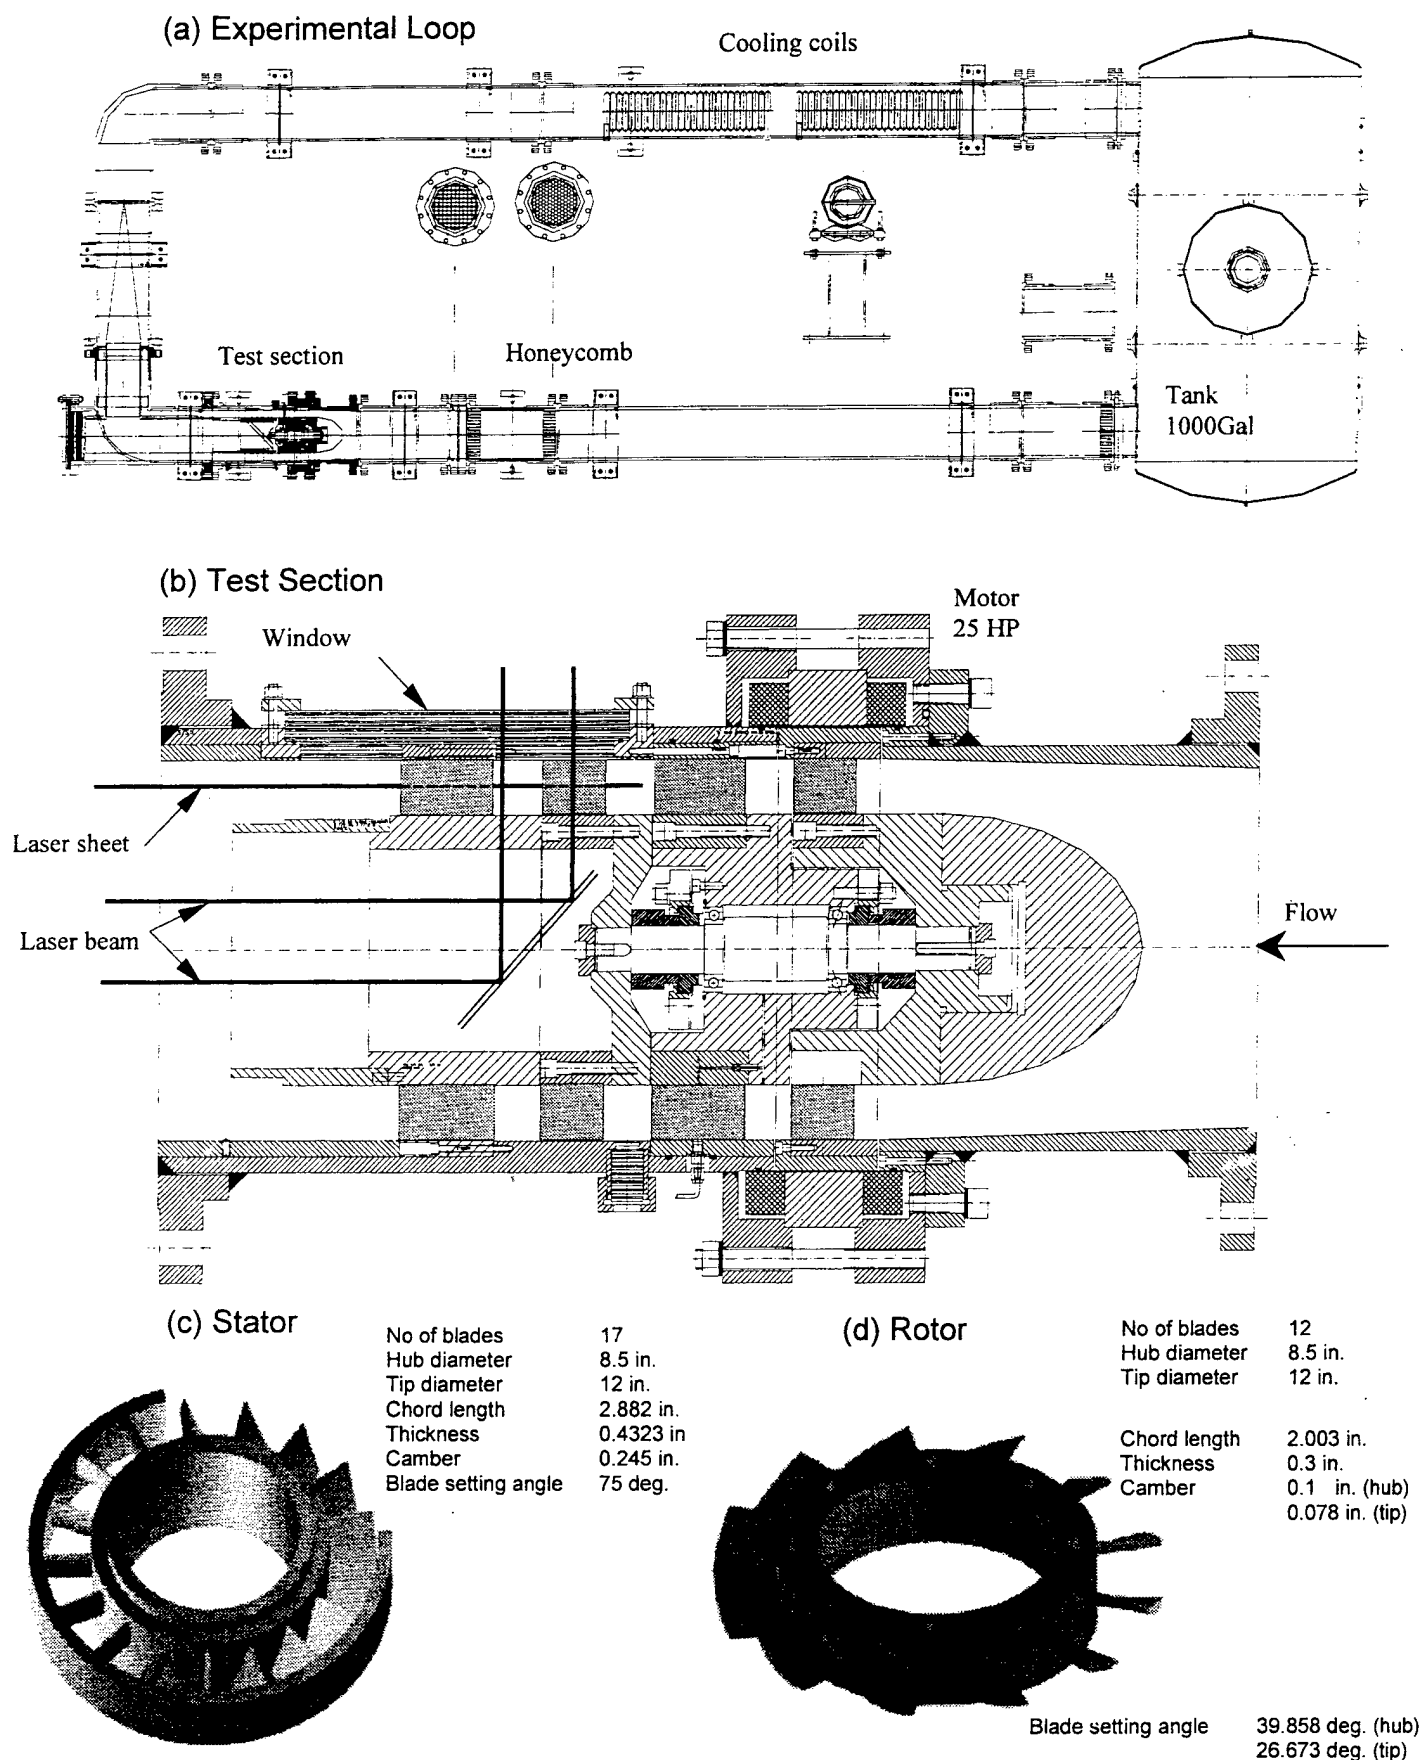 (a) Experimental Loop
Cooling coils
Test section
Honeycomb
Tank
1000Gal
(b) Test Section
Motor
25 HP
Window
Laser sheet
Laser beam
Flow
(c) Stator
No of blades 17
Hub diameter 8.5 in.
Tip diameter 12 in.
Chord length 2.882 in.
Thickness 0.4323 in
Camber 0.245 in.
Blade setting angle 75 deg.
(d) Rotor
No of blades 12
Hub diameter 8.5 in.
Tip diameter 12 in.
Chord length 2.003 in.
Thickness 0.3 in.
Camber 0.1 in. (hub)
0.078 in. (tip)
Blade setting angle 39.858 deg. (hub)
26.673 deg. (tip)